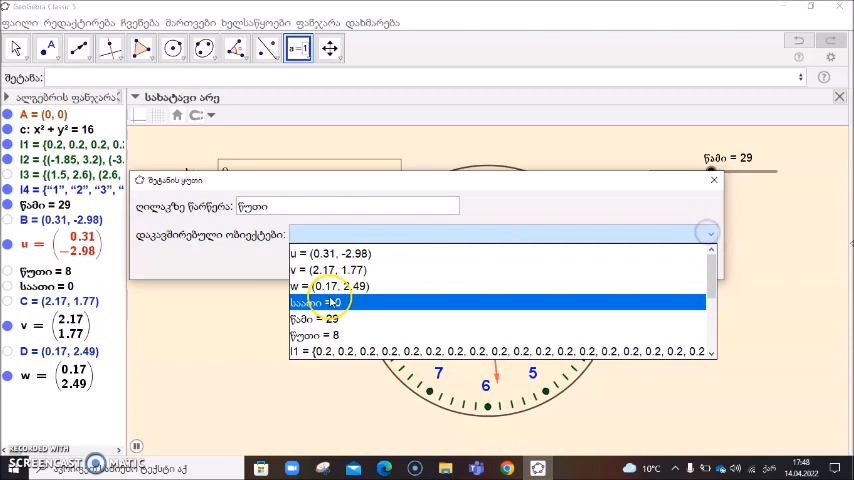 GeoGebra Classic 5
ფაილი რედაქტირება ჩვენება მართვები ხელსაწყოები ფანჯარა დახმარება
a=1
შეტანა:
ალგებრის ფანჯარა
სახატავი არე
A = (0, 0)
c: x² + y² = 16
l1 = {0.2, 0.2, 0.2, 0.
l2 = {(-1.85, 3.2), (-3.
l3 = {(1.5, 2.6), (2.6,
l4 = {“1”, “2”, “3”, “
წამი = 29
B = (0.31, -2.98)
u = (0.31 −2.98)
წუთი = 8
საათი = 0
C = (2.17, 1.77)
v = (2.17 1.77)
D = (0.17, 2.49)
w = (0.17 2.49)
წამი = 29
შეტანის ყუთი
ღილაკზე წარწერა: წუთი
დაკავშირებული ობიექტები:
u = (0.31, -2.98)
v = (2.17, 1.77)
w = (0.17, 2.49)
საათი = 0
წამი = 29
წუთი = 8
l1 = {0.2, 0.2, 0.2, 0.2, 0.2, 0.2, 0.2, 0.2, 0.2, 0.2, 0.2, 0.2, 0.2, 0.2, 0.2, 0.2, 0.2
7 6 5
RECORDED WITH
SCREENCAST MATIC
აკრიფეთ საძიებო ტექსტი აქ
10°C
ქარ
17:48
14.04.2022